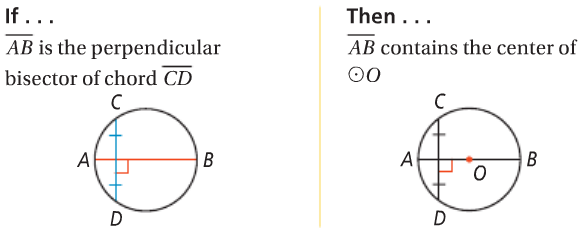 If . . .
AB is the perpendicular
bisector of chord CD
C
A
B
D
Then . . .
AB contains the center of
⊙O
C
A
B
O
D